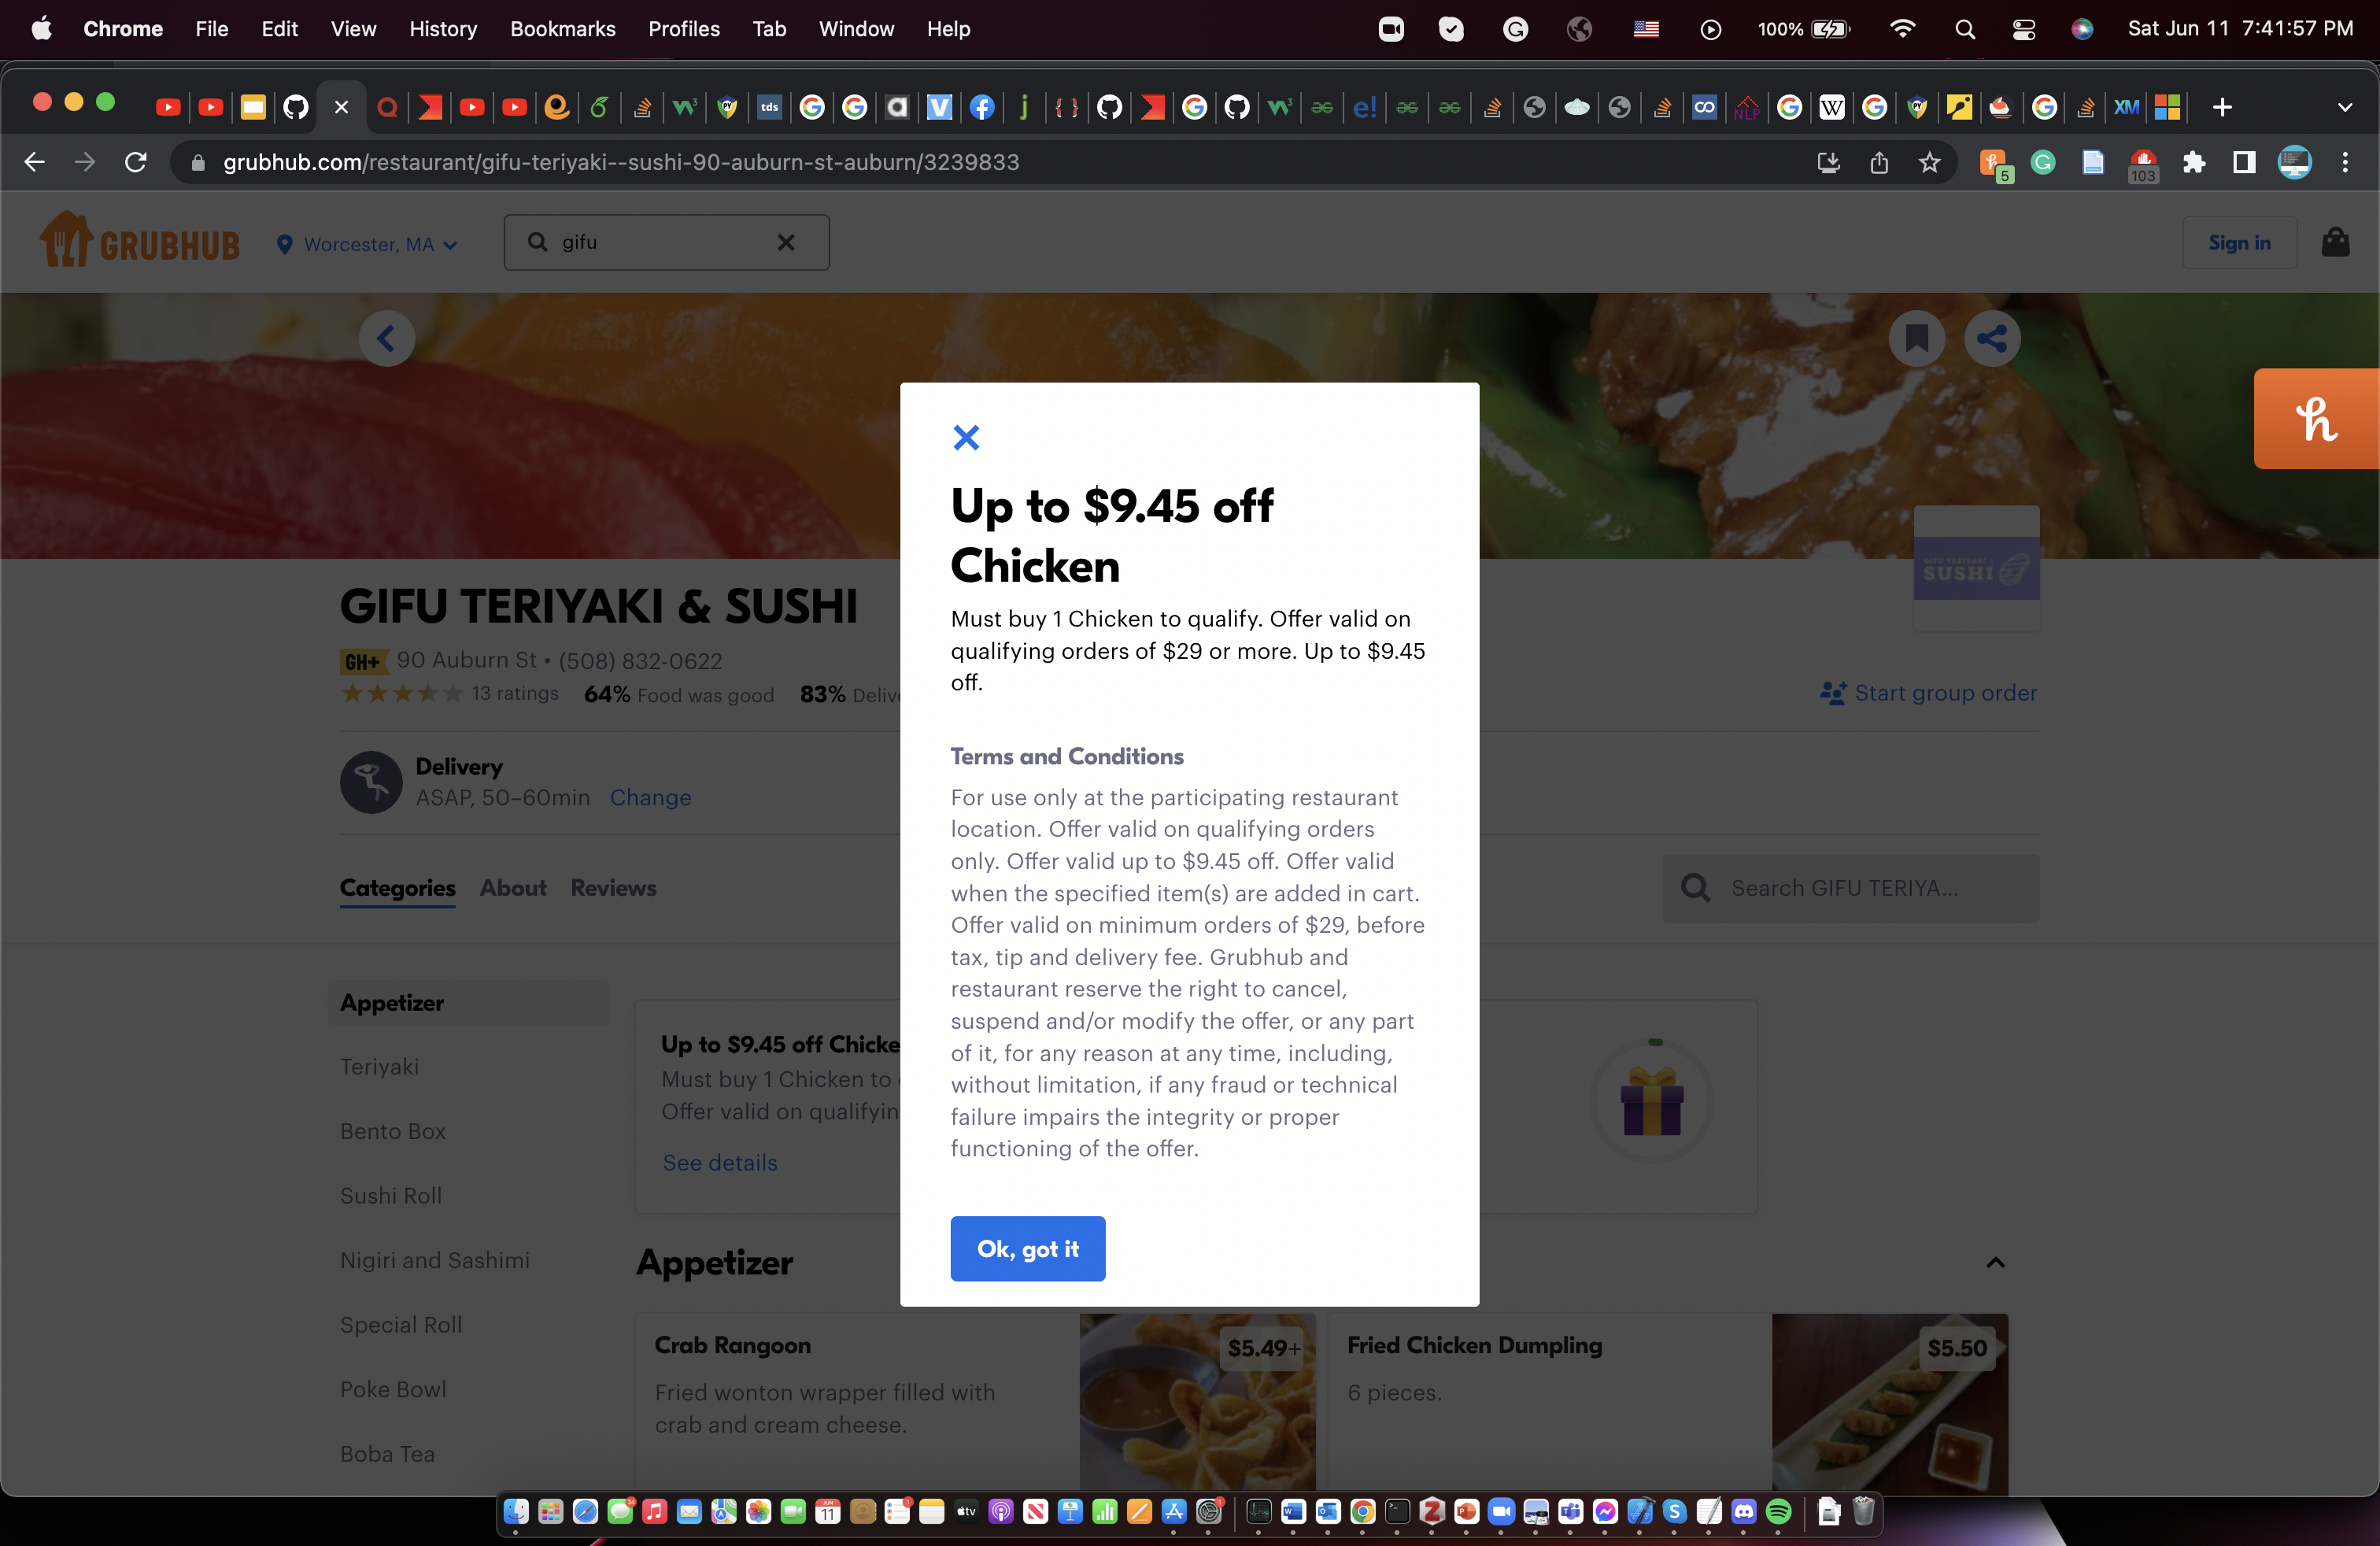 Chrome File Edit View History Bookmarks Profiles Tab Window Help 100% Sat Jun 11 7:41:57 PM
tds NLP W XM
grubhub.com/restaurant/gifu-teriyaki--sushi-90-auburn-st-auburn/3239833 5 103
GRUBHUB Worcester, MA gifu Sign in
Up to $9.45 off
Chicken
Must buy 1 Chicken to qualify. Offer valid on
qualifying orders of $29 or more. Up to $9.45
off.
Terms and Conditions
For use only at the participating restaurant
location. Offer valid on qualifying orders
only. Offer valid up to $9.45 off. Offer valid
when the specified item(s) are added in cart.
Offer valid on minimum orders of $29, before
tax, tip and delivery fee. Grubhub and
restaurant reserve the right to cancel,
suspend and/or modify the offer, or any part
of it, for any reason at any time, including,
without limitation, if any fraud or technical
failure impairs the integrity or proper
functioning of the offer.
Ok, got it
GIFU TERIYAKI
SUSHI
GIFU TERIYAKI & SUSHI
GH+ 90 Auburn St • (508) 832-0622
13 ratings 64% Food was good 83%
Start group order
Delivery
ASAP, 50–60min Change
Categories About Reviews
Search GIFU TERIYA...
Appetizer
Teriyaki
Bento Box
Sushi Roll
Nigiri and Sashimi
Special Roll
Poke Bowl
Boba Tea
Up to $9.45 off
Must buy 1 Chicken to
Offer valid on
See details
Appetizer
Crab Rangoon $5.49+
Fried wonton wrapper filled with
crab and cream cheese.
Fried Chicken Dumpling $5.50
6 pieces.
JUN
11
tv